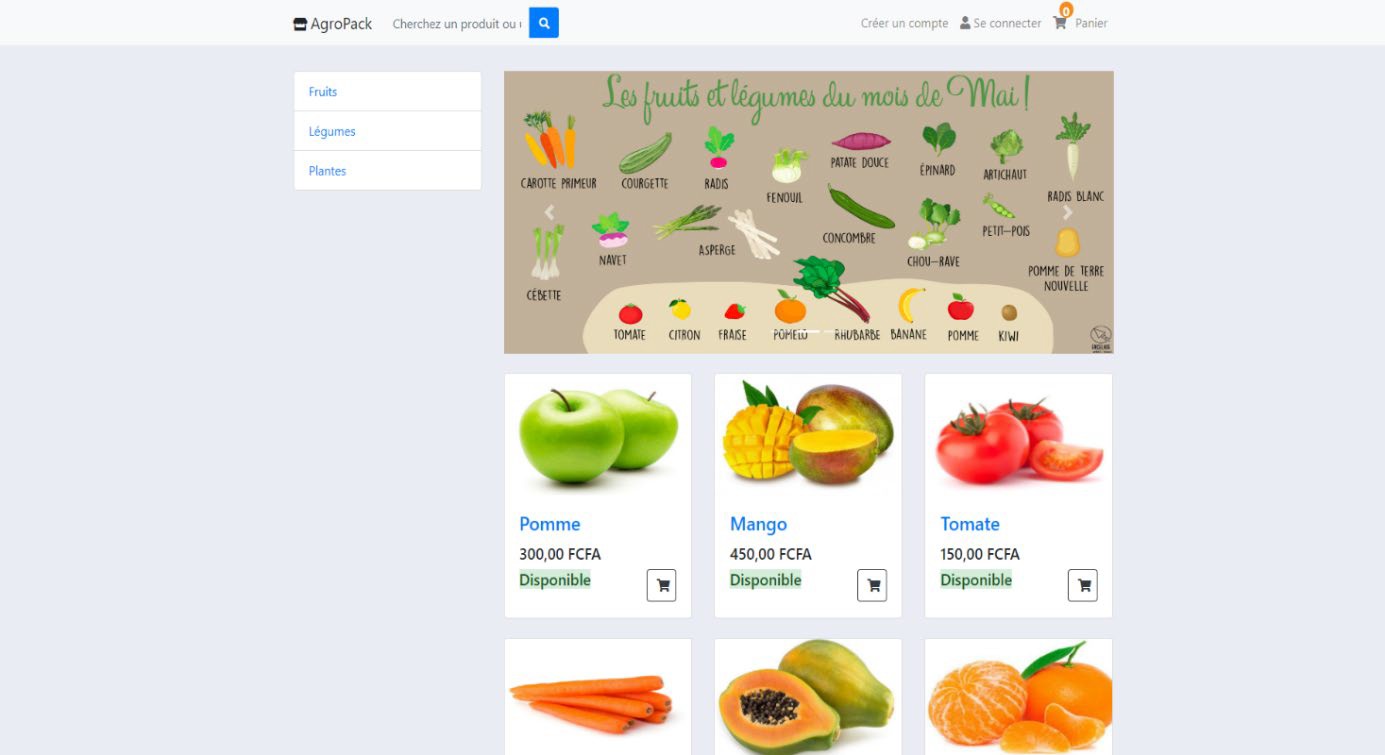 AgroPack
Cherchez un produit ou
Créer un compte
Se connecter
0
Panier
Fruits
Légumes
Plantes
Les fruits et légumes du mois de Mai !
CAROTTE PRIMEUR
COURGETTE
RADIS
FENOUIL
PATATE DOUCE
ÉPINARD
ARTICHAUT
RADIS BLANC
CÉBETTE
NAVET
ASPERGE
CONCOMBRE
CHOU-RAVE
PETIT-POIS
POMME DE TERRE
NOUVELLE
TOMATE
CITRON
FRAISE
POMELO
RHUBARBE
BANANE
POMME
KIWI
Pomme
300,00 FCFA
Disponible
Mango
450,00 FCFA
Disponible
Tomate
150,00 FCFA
Disponible